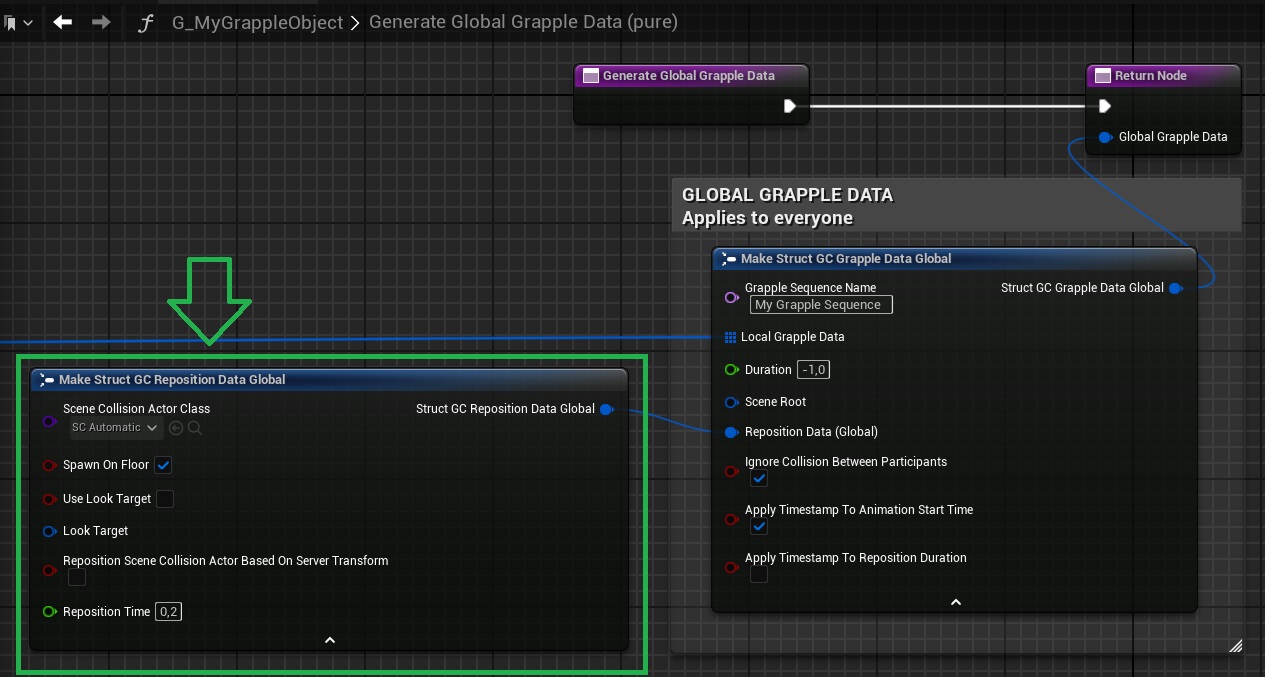 G_MyGrappleObject > Generate Global Grapple Data (pure)
Generate Global Grapple Data
Return Node
Global Grapple Data
GLOBAL GRAPPLE DATA
Applies to everyone
Make Struct GC Grapple Data Global
Grapple Sequence Name
My Grapple Sequence
Struct GC Grapple Data Global
Local Grapple Data
Duration -1,0
Scene Root
Reposition Data (Global)
Ignore Collision Between Participants
Apply Timestamp To Animation Start Time
Apply Timestamp To Reposition Duration
Make Struct GC Reposition Data Global
Scene Collision Actor Class
SC Automatic
Struct GC Reposition Data Global
Spawn On Floor
Use Look Target
Look Target
Reposition Scene Collision Actor Based On Server Transform
Reposition Time 0,2